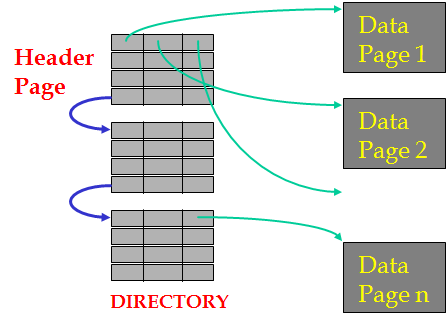 Header
Page
Data
Page 1
Data
Page 2
Data
Page n
DIRECTORY